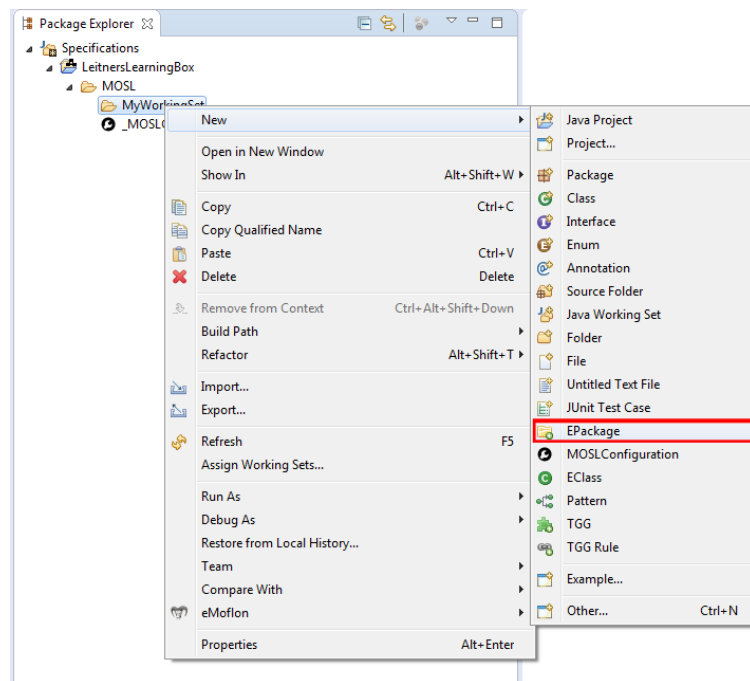 Package Explorer
Specifications
LeitnersLearningBox
MOSL
MyWorkingSet
_MOSL
New
Open in New Window
Show In Alt+Shift+W
Copy Ctrl+C
Copy Qualified Name
Paste Ctrl+V
Delete Delete
Remove from Context Ctrl+Alt+Shift+Down
Build Path
Refactor Alt+Shift+T
Import...
Export...
Refresh F5
Assign Working Sets...
Run As
Debug As
Restore from Local History...
Team
Compare With
eMoflon
Properties Alt+Enter
Java Project
Project...
Package
Class
Interface
Enum
Annotation
Source Folder
Java Working Set
Folder
File
Untitled Text File
JUnit Test Case
EPackage
MOSLConfiguration
EClass
Pattern
TGG
TGG Rule
Example...
Other... Ctrl+N